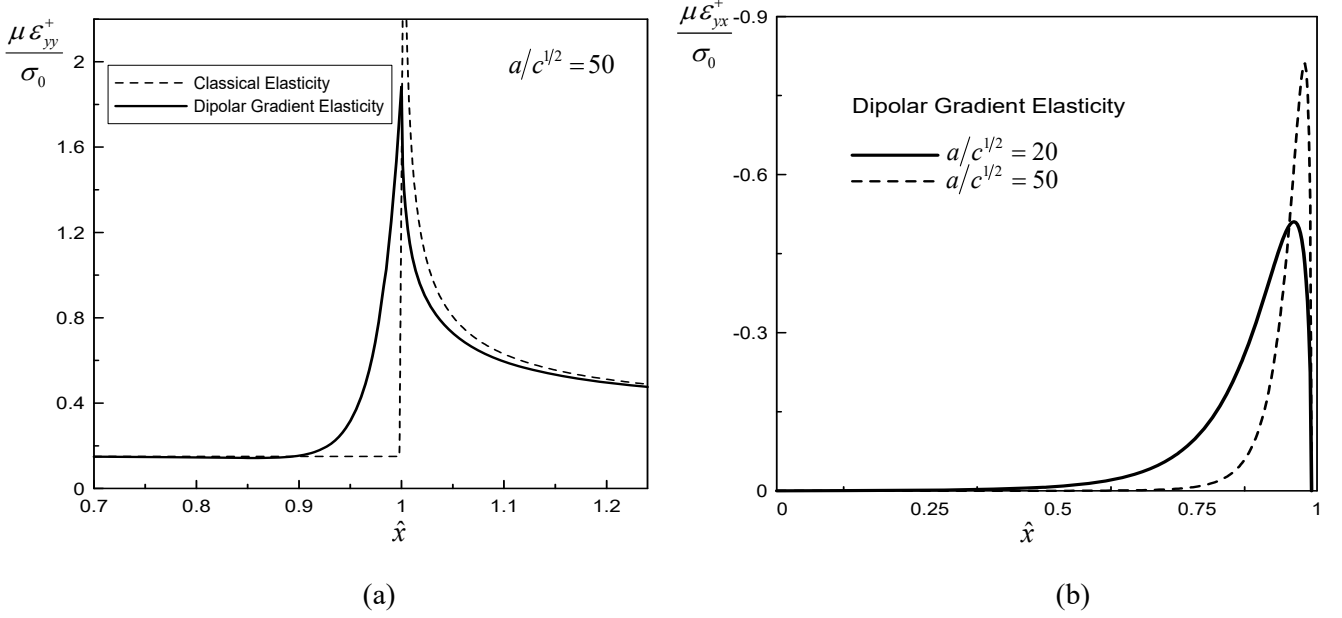 με⁺yy
σ₀
2
1.6
1.2
0.8
0.4
0
Classical Elasticity
Dipolar Gradient Elasticity
a/c^1/2 = 50
0.7 0.8 0.9 1 1.1 1.2
x̂
(a)
με⁺yx
σ₀
-0.9
-0.6
-0.3
0
Dipolar Gradient Elasticity
a/c^1/2 = 20
a/c^1/2 = 50
0 0.25 0.5 0.75 1
x̂
(b)